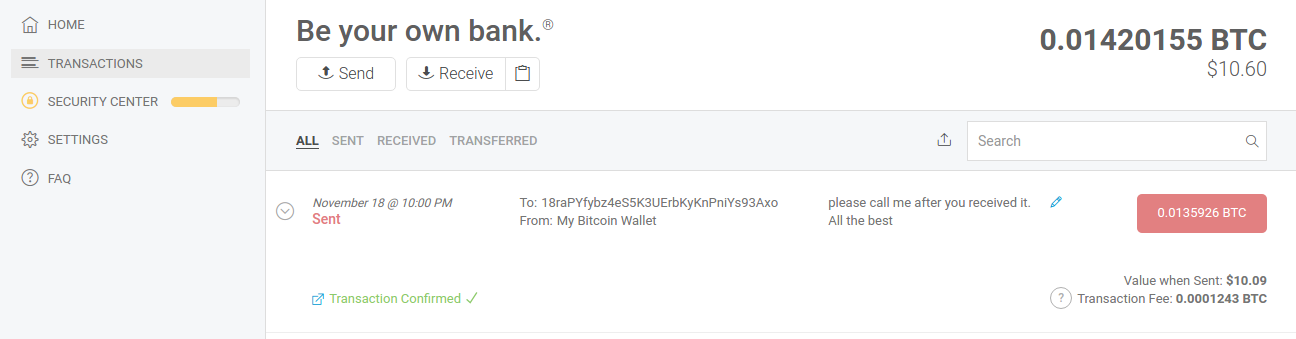 HOME
TRANSACTIONS
SECURITY CENTER
SETTINGS
FAQ
Be your own bank.®
Send
Receive
0.01420155 BTC
$10.60
ALL SENT RECEIVED TRANSFERRED
Search
November 18 @ 10:00 PM
Sent
To: 18raPYfybz4eS5K3UErbKyKnPniYs93Axo
From: My Bitcoin Wallet
please call me after you received it.
All the best
0.0135926 BTC
Transaction Confirmed
Value when Sent: $10.09
? Transaction Fee: 0.0001243 BTC